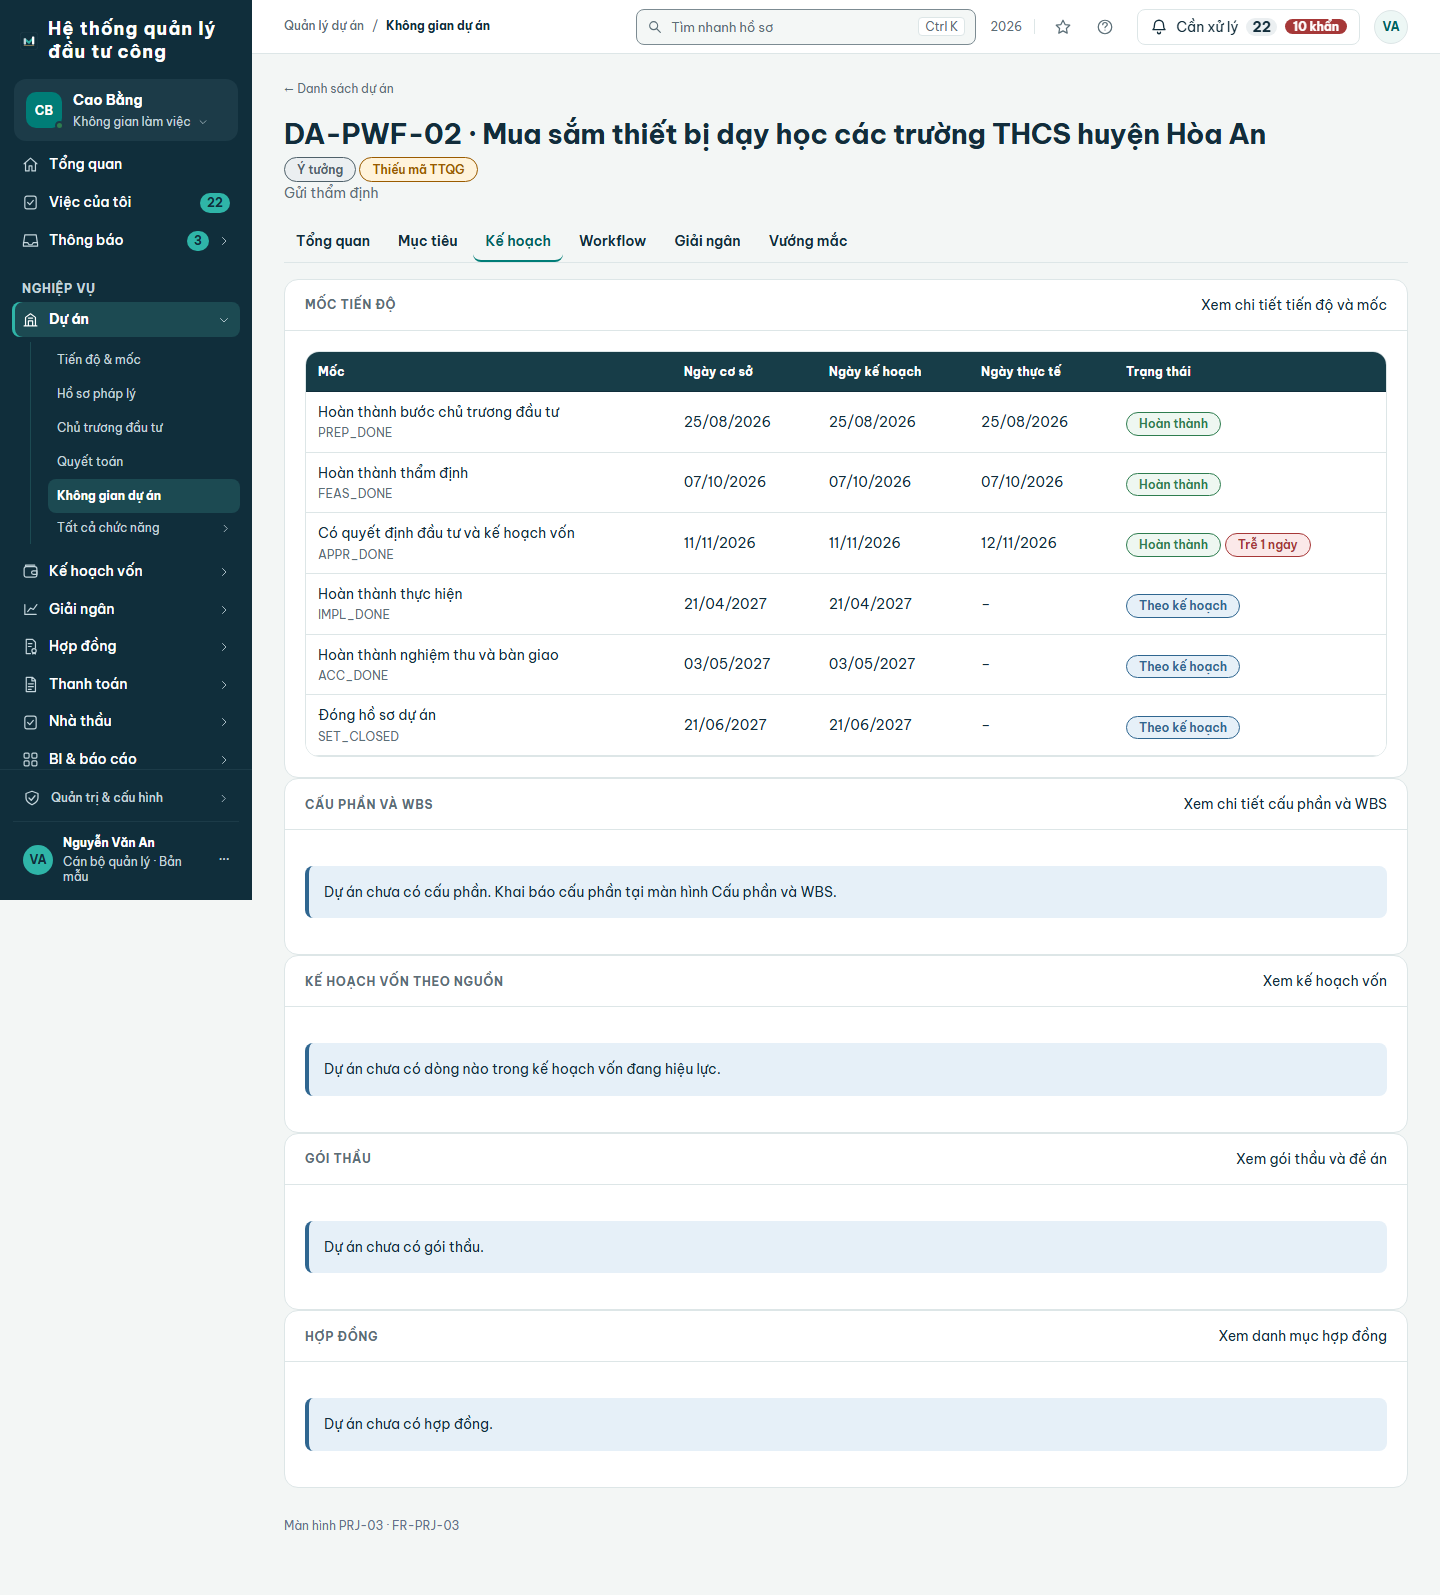 Hệ thống quản lý
đầu tư công
CB
Cao Bằng
Không gian làm việc
Tổng quan
Việc của tôi 22
Thông báo 3
NGHIỆP VỤ
Dự án
Tiến độ & mốc
Hồ sơ pháp lý
Chủ trương đầu tư
Quyết toán
Không gian dự án
Tất cả chức năng
Kế hoạch vốn
Giải ngân
Hợp đồng
Thanh toán
Nhà thầu
BI & báo cáo
Quản trị & cấu hình
VA
Nguyễn Văn An
Cán bộ quản lý · Bản
mẫu
Quản lý dự án / Không gian dự án
Tìm nhanh hồ sơ Ctrl K
2026
Cần xử lý 22 10 khẩn
VA
← Danh sách dự án
DA-PWF-02 · Mua sắm thiết bị dạy học các trường THCS huyện Hòa An
Ý tưởng Thiếu mã TTQG
Gửi thẩm định
Tổng quan Mục tiêu Kế hoạch Workflow Giải ngân Vướng mắc
MỐC TIẾN ĐỘ Xem chi tiết tiến độ và mốc
Mốc Ngày cơ sở Ngày kế hoạch Ngày thực tế Trạng thái
Hoàn thành bước chủ trương đầu tư
PREP_DONE
25/08/2026 25/08/2026 25/08/2026 Hoàn thành
Hoàn thành thẩm định
FEAS_DONE
07/10/2026 07/10/2026 07/10/2026 Hoàn thành
Có quyết định đầu tư và kế hoạch vốn
APPR_DONE
11/11/2026 11/11/2026 12/11/2026 Hoàn thành Trễ 1 ngày
Hoàn thành thực hiện
IMPL_DONE
21/04/2027 21/04/2027 – Theo kế hoạch
Hoàn thành nghiệm thu và bàn giao
ACC_DONE
03/05/2027 03/05/2027 – Theo kế hoạch
Đóng hồ sơ dự án
SET_CLOSED
21/06/2027 21/06/2027 – Theo kế hoạch
CẤU PHẦN VÀ WBS Xem chi tiết cấu phần và WBS
Dự án chưa có cấu phần. Khai báo cấu phần tại màn hình Cấu phần và WBS.
KẾ HOẠCH VỐN THEO NGUỒN Xem kế hoạch vốn
Dự án chưa có dòng nào trong kế hoạch vốn đang hiệu lực.
GÓI THẦU Xem gói thầu và đề án
Dự án chưa có gói thầu.
HỢP ĐỒNG Xem danh mục hợp đồng
Dự án chưa có hợp đồng.
Màn hình PRJ-03 · FR-PRJ-03